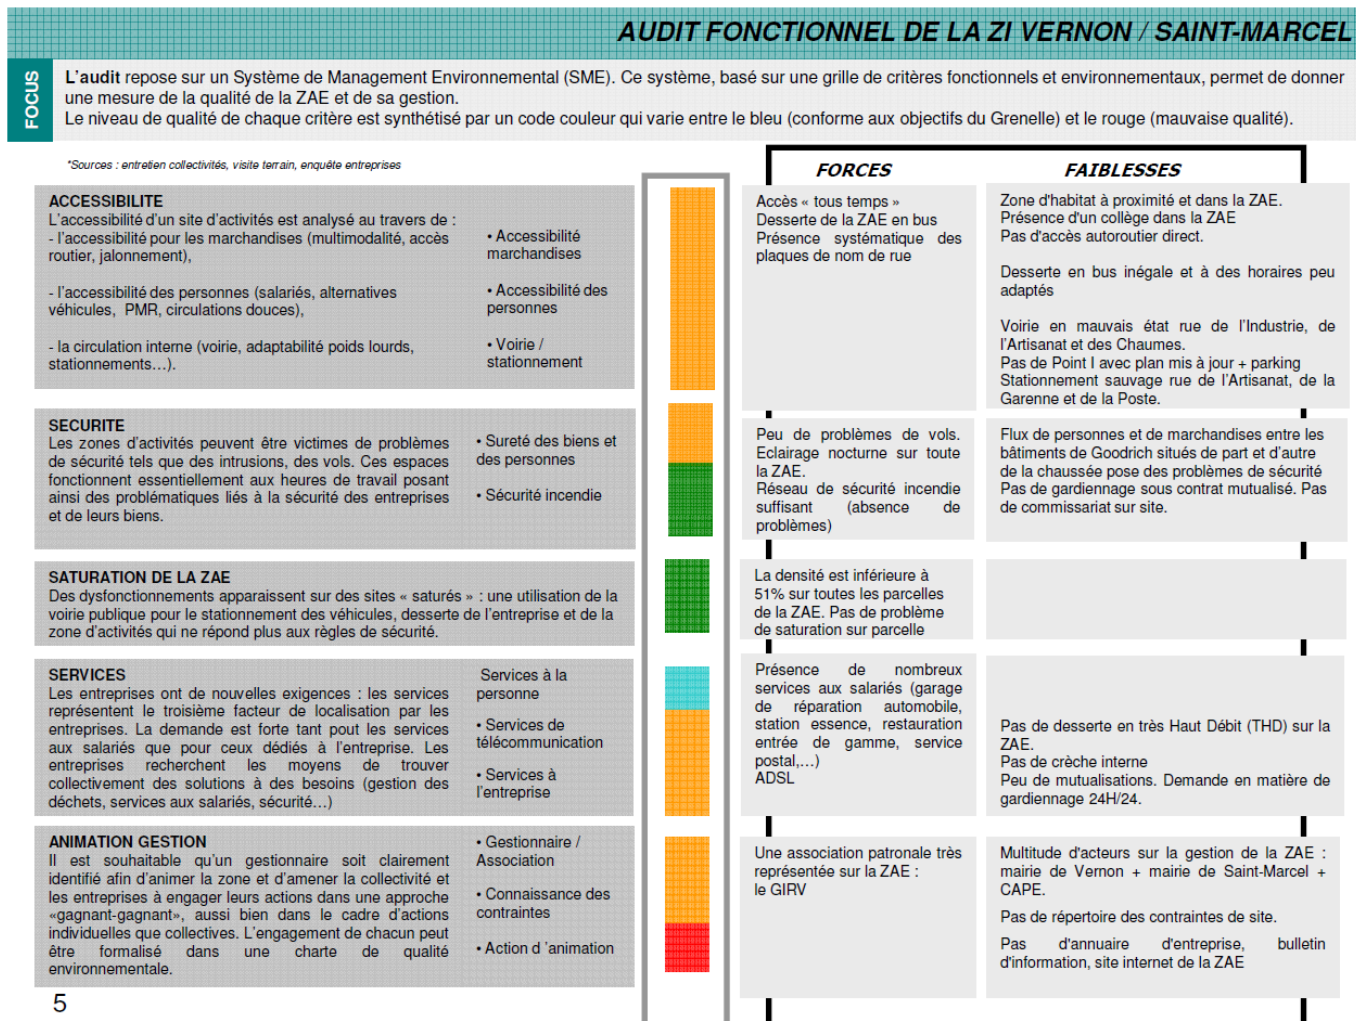 AUDIT FONCTIONNEL DE LA ZI VERNON / SAINT-MARCEL
FOCUS
L'audit repose sur un Système de Management Environnemental (SME). Ce système, basé sur une grille de critères fonctionnels et environnementaux, permet de donner
une mesure de la qualité de la ZAE et de sa gestion.
Le niveau de qualité de chaque critère est synthétisé par un code couleur qui varie entre le bleu (conforme aux objectifs du Grenelle) et le rouge (mauvaise qualité).
*Sources : entretien collectivités, visite terrain, enquête entreprises
FORCES
FAIBLESSES
ACCESSIBILITE
L'accessibilité d'un site d'activités est analysé au travers de :
- l'accessibilité pour les marchandises (multimodalité, accès
routier, jalonnement),
- l'accessibilité des personnes (salariés, alternatives
véhicules, PMR, circulations douces),
- la circulation interne (voirie, adaptabilité poids lourds,
stationnements…).
• Accessibilité
marchandises
• Accessibilité des
personnes
• Voirie /
stationnement
Accès « tous temps »
Desserte de la ZAE en bus
Présence systématique des
plaques de nom de rue
Zone d'habitat à proximité et dans la ZAE.
Présence d'un collège dans la ZAE
Pas d'accès autoroutier direct.
Desserte en bus inégale et à des horaires peu
adaptés
Voirie en mauvais état rue de l'Industrie, de
l'Artisanat et des Chaumes.
Pas de Point I avec plan mis à jour + parking
Stationnement sauvage rue de l'Artisanat, de la
Garenne et de la Poste.
SECURITE
Les zones d'activités peuvent être victimes de problèmes
de sécurité tels que des intrusions, des vols. Ces espaces
fonctionnent essentiellement aux heures de travail posant
ainsi des problématiques liés à la sécurité des entreprises
et de leurs biens.
• Sureté des biens et
des personnes
• Sécurité incendie
Peu de problèmes de vols.
Eclairage nocturne sur toute
la ZAE.
Réseau de sécurité incendie
suffisant (absence de
problèmes)
Flux de personnes et de marchandises entre les
bâtiments de Goodrich situés de part et d'autre
de la chaussée pose des problèmes de sécurité
Pas de gardiennage sous contrat mutualisé. Pas
de commissariat sur site.
SATURATION DE LA ZAE
Des dysfonctionnements apparaissent sur des sites « saturés » : une utilisation de la
voirie publique pour le stationnement des véhicules, desserte de l'entreprise et de la
zone d'activités qui ne répond plus aux règles de sécurité.
La densité est inférieure à
51% sur toutes les parcelles
de la ZAE. Pas de problème
de saturation sur parcelle
SERVICES
Les entreprises ont de nouvelles exigences : les services
représentent le troisième facteur de localisation par les
entreprises. La demande est forte tant pout les services
aux salariés que pour ceux dédiés à l'entreprise. Les
entreprises recherchent les moyens de trouver
collectivement des solutions à des besoins (gestion des
déchets, services aux salariés, sécurité…)
Services à la
personne
• Services de
télécommunication
• Services à
l'entreprise
Présence de nombreux
services aux salariés (garage
de réparation automobile,
station essence, restauration
entrée de gamme, service
postal,…)
ADSL
Pas de desserte en très Haut Débit (THD) sur la
ZAE.
Pas de crèche interne
Peu de mutualisations. Demande en matière de
gardiennage 24H/24.
ANIMATION GESTION
Il est souhaitable qu'un gestionnaire soit clairement
identifié afin d'animer la zone et d'amener la collectivité et
les entreprises à engager leurs actions dans une approche
«gagnant-gagnant», aussi bien dans le cadre d'actions
individuelles que collectives. L'engagement de chacun peut
être formalisé dans une charte de qualité
environnementale.
• Gestionnaire /
Association
• Connaissance des
contraintes
• Action d 'animation
Une association patronale très
représentée sur la ZAE :
le GIRV
Multitude d'acteurs sur la gestion de la ZAE :
mairie de Vernon + mairie de Saint-Marcel +
CAPE.
Pas de répertoire des contraintes de site.
Pas d'annuaire d'entreprise, bulletin
d'information, site internet de la ZAE
5